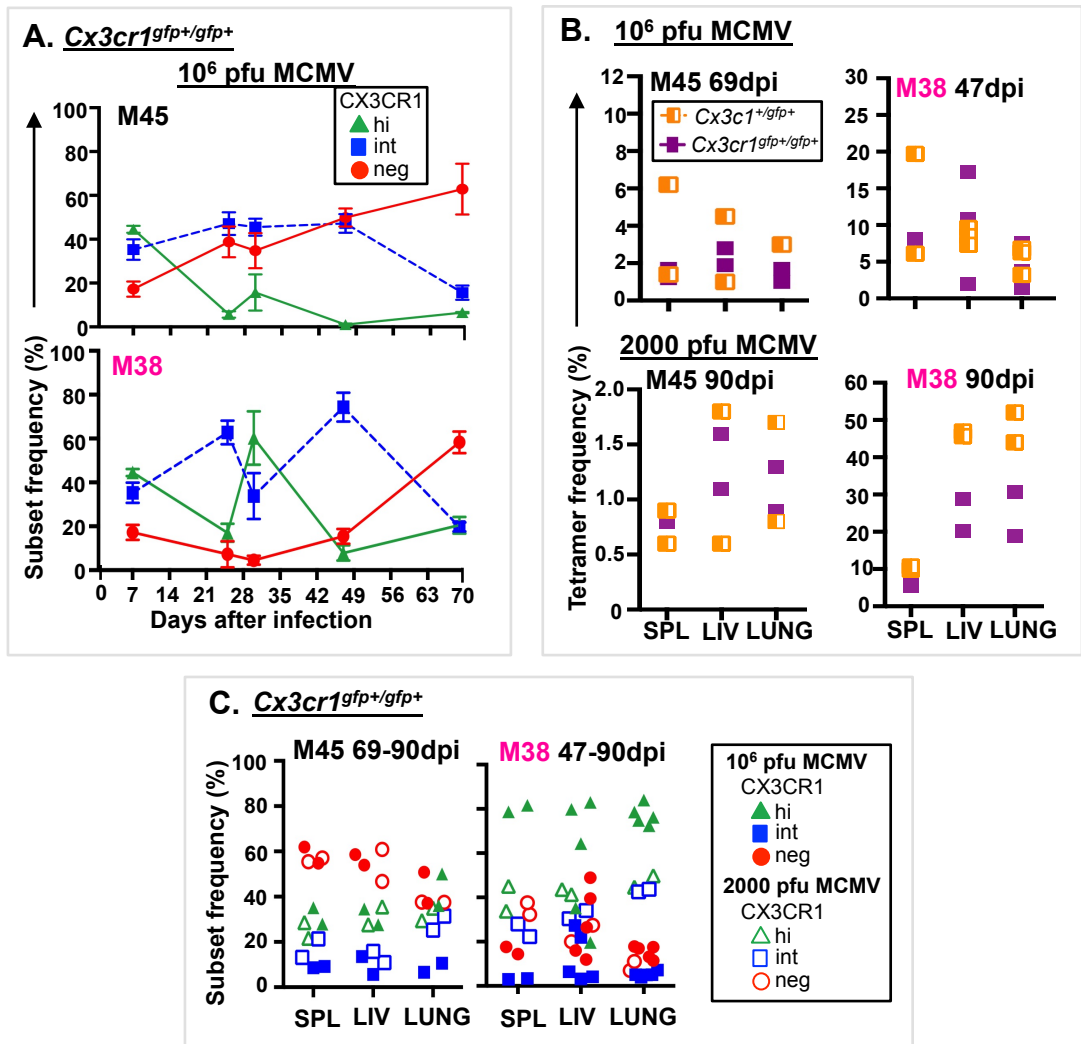 A. Cx3cr1gfp+/gfp+
10⁶ pfu MCMV
M45
CX3CR1
hi
int
neg
100
80
60
40
20
0
M38
100
80
60
40
20
0
Subset frequency (%)
0 7 14 21 28 35 42 49 56 63 70
Days after infection
B. 10⁶ pfu MCMV
M45 69dpi
12
10
8
6
4
2
0
Cx3c1+/gfp+
Cx3cr1gfp+/gfp+
M38 47dpi
30
25
20
15
10
5
0
2000 pfu MCMV
M45 90dpi
2.0
1.5
1.0
0.5
Tetramer frequency (%)
SPL LIV LUNG
M38 90dpi
60
50
40
30
20
10
0
SPL LIV LUNG
C. Cx3cr1gfp+/gfp+
M45 69-90dpi
M38 47-90dpi
100
80
60
40
20
0
Subset frequency (%)
SPL LIV LUNG
SPL LIV LUNG
10⁶ pfu MCMV
CX3CR1
hi
int
neg
2000 pfu MCMV
CX3CR1
hi
int
neg